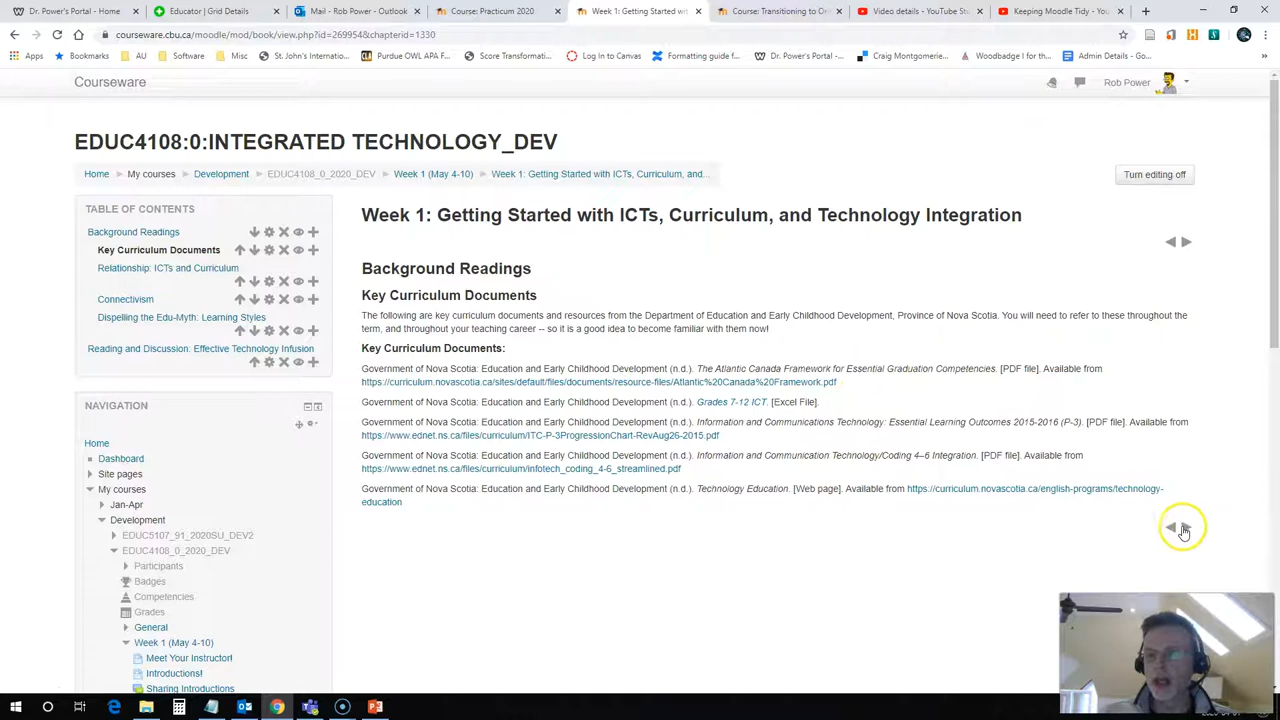 Dr. Power's Portal - Home
Educator | Grid Details
Mail - Rob Power - Outlook
Course: Practicum 2020
Week 1: Getting Started wit
Course: Transitioning to On
Video details - YouTube Stu
Keeping Moodle Tidy - Yo
courseware.cbu.ca/moodle/mod/book/view.php?id=269954&chapterid=1330
Apps
Bookmarks
AU
Software
Misc
St. John's Internatio...
Purdue OWL APA F...
Score Transformati...
Log In to Canvas
Formatting guide f...
Dr. Power's Portal -...
Craig Montgomerie...
Woodbadge I for th...
Admin Details - Go...
Courseware
Rob Power
EDUC4108:0:INTEGRATED TECHNOLOGY_DEV
Home
My courses
Development
EDUC4108_0_2020_DEV
Week 1 (May 4-10)
Week 1: Getting Started with ICTs, Curriculum, and...
Turn editing off
TABLE OF CONTENTS
Background Readings
Key Curriculum Documents
Relationship: ICTs and Curriculum
Connectivism
Dispelling the Edu-Myth: Learning Styles
Reading and Discussion: Effective Technology Infusion
NAVIGATION
Home
Dashboard
Site pages
My courses
Jan-Apr
Development
EDUC5107_91_2020SU_DEV2
EDUC4108_0_2020_DEV
Participants
Badges
Competencies
Grades
General
Week 1 (May 4-10)
Meet Your Instructor!
Introductions!
Sharing Introductions
Week 1: Getting Started with ICTs, Curriculum, and Technology Integration
Background Readings
Key Curriculum Documents
The following are key curriculum documents and resources from the Department of Education and Early Childhood Development, Province of Nova Scotia. You will need to refer to these throughout the
term, and throughout your teaching career -- so it is a good idea to become familiar with them now!
Key Curriculum Documents:
Government of Nova Scotia: Education and Early Childhood Development (n.d.). The Atlantic Canada Framework for Essential Graduation Competencies. [PDF file]. Available from
https://curriculum.novascotia.ca/sites/default/files/documents/resource-files/Atlantic%20Canada%20Framework.pdf
Government of Nova Scotia: Education and Early Childhood Development (n.d.). Grades 7-12 ICT. [Excel File].
Government of Nova Scotia: Education and Early Childhood Development (n.d.). Information and Communications Technology: Essential Learning Outcomes 2015-2016 (P-3). [PDF file]. Available from
https://www.ednet.ns.ca/files/curriculum/ITC-P-3ProgressionChart-RevAug26-2015.pdf
Government of Nova Scotia: Education and Early Childhood Development (n.d.). Information and Communication Technology/Coding 4–6 Integration. [PDF file]. Available from
https://www.ednet.ns.ca/files/curriculum/infotech_coding_4-6_streamlined.pdf
Government of Nova Scotia: Education and Early Childhood Development (n.d.). Technology Education. [Web page]. Available from https://curriculum.novascotia.ca/english-programs/technology-
education